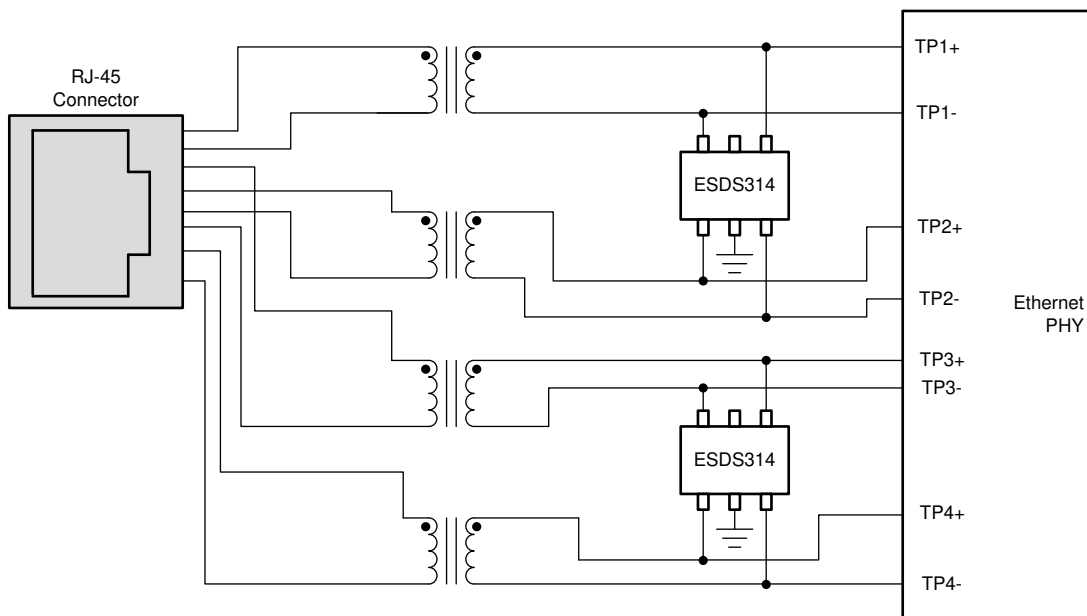 RJ-45
Connector
TP1+
TP1-
ESDS314
TP2+
TP2-
Ethernet
PHY
TP3+
TP3-
ESDS314
TP4+
TP4-